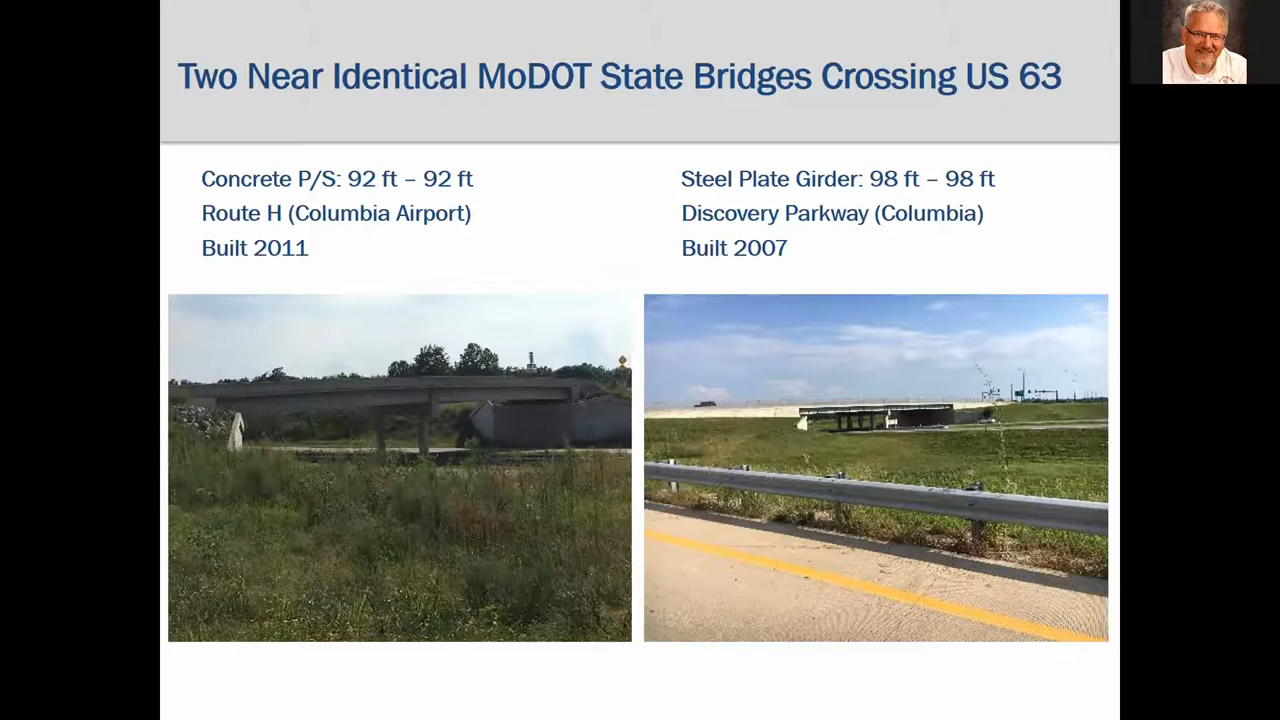 Two Near Identical MoDOT State Bridges Crossing US 63
Concrete P/S: 92 ft – 92 ft
Route H (Columbia Airport)
Built 2011
Steel Plate Girder: 98 ft – 98 ft
Discovery Parkway (Columbia)
Built 2007